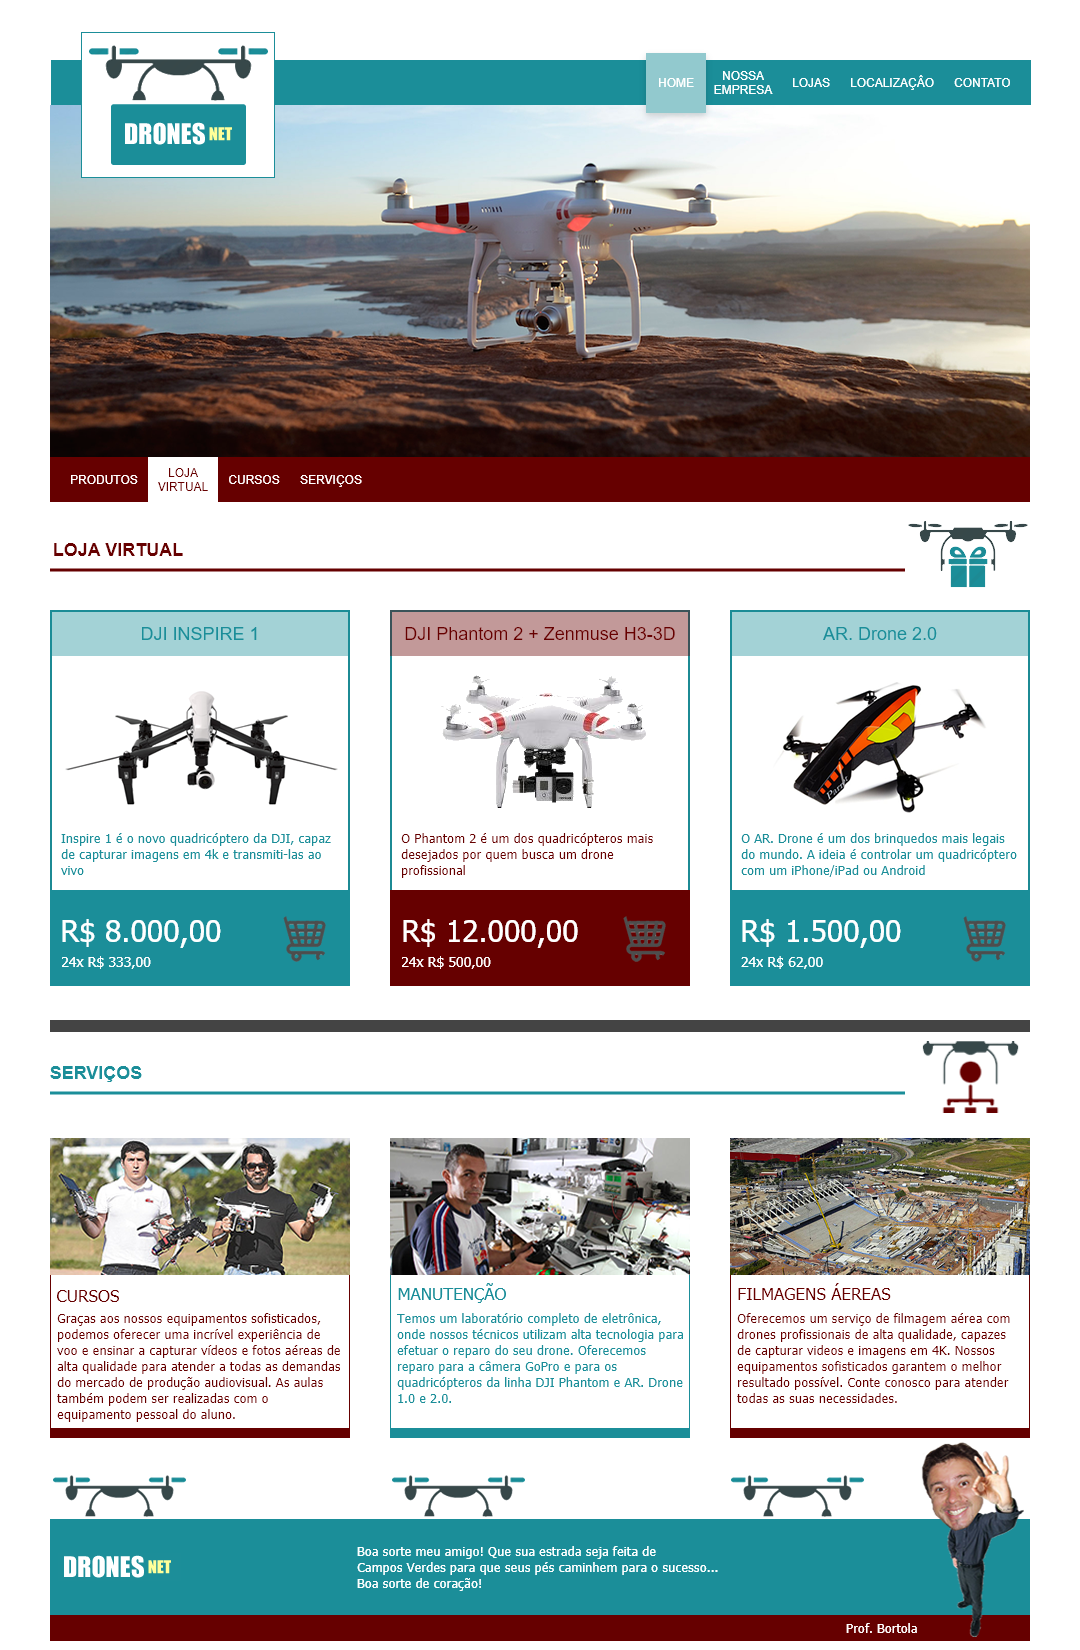 DRONES NET
HOME
NOSSA
EMPRESA
LOJAS
LOCALIZAÇÂO
CONTATO
PRODUTOS
LOJA
VIRTUAL
CURSOS
SERVIÇOS
LOJA VIRTUAL
DJI INSPIRE 1
Inspire 1 é o novo quadricóptero da DJI, capaz
de capturar imagens em 4k e transmiti-las ao
vivo
R$ 8.000,00
24x R$ 333,00
DJI Phantom 2 + Zenmuse H3-3D
O Phantom 2 é um dos quadricópteros mais
desejados por quem busca um drone
profissional
R$ 12.000,00
24x R$ 500,00
AR. Drone 2.0
Parrot
O AR. Drone é um dos brinquedos mais legais
do mundo. A ideia é controlar um quadricóptero
com um iPhone/iPad ou Android
R$ 1.500,00
24x R$ 62,00
SERVIÇOS
CURSOS
Graças aos nossos equipamentos sofisticados,
podemos oferecer uma incrível experiência de
voo e ensinar a capturar vídeos e fotos aéreas de
alta qualidade para atender a todas as demandas
do mercado de produção audiovisual. As aulas
também podem ser realizadas com o
equipamento pessoal do aluno.
MANUTENÇÃO
Temos um laboratório completo de eletrônica,
onde nossos técnicos utilizam alta tecnologia para
efetuar o reparo do seu drone. Oferecemos
reparo para a câmera GoPro e para os
quadricópteros da linha DJI Phantom e AR. Drone
1.0 e 2.0.
FILMAGENS ÁEREAS
Oferecemos um serviço de filmagem aérea com
drones profissionais de alta qualidade, capazes
de capturar videos e imagens em 4K. Nossos
equipamentos sofisticados garantem o melhor
resultado possível. Conte conosco para atender
todas as suas necessidades.
DRONES NET
Boa sorte meu amigo! Que sua estrada seja feita de
Campos Verdes para que seus pés caminhem para o sucesso...
Boa sorte de coração!
Prof. Bortola